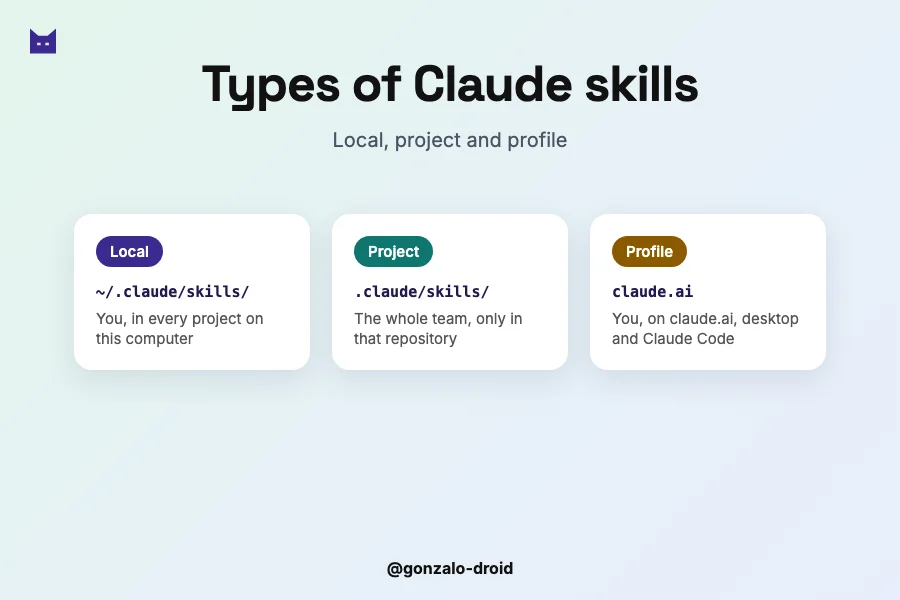 Types of Claude skills
Local, project and profile
Local
~/.claude/skills/
You, in every project on
this computer
Project
.claude/skills/
The whole team, only in
that repository
Profile
claude.ai
You, on claude.ai, desktop
and Claude Code
@gonzalo-droid